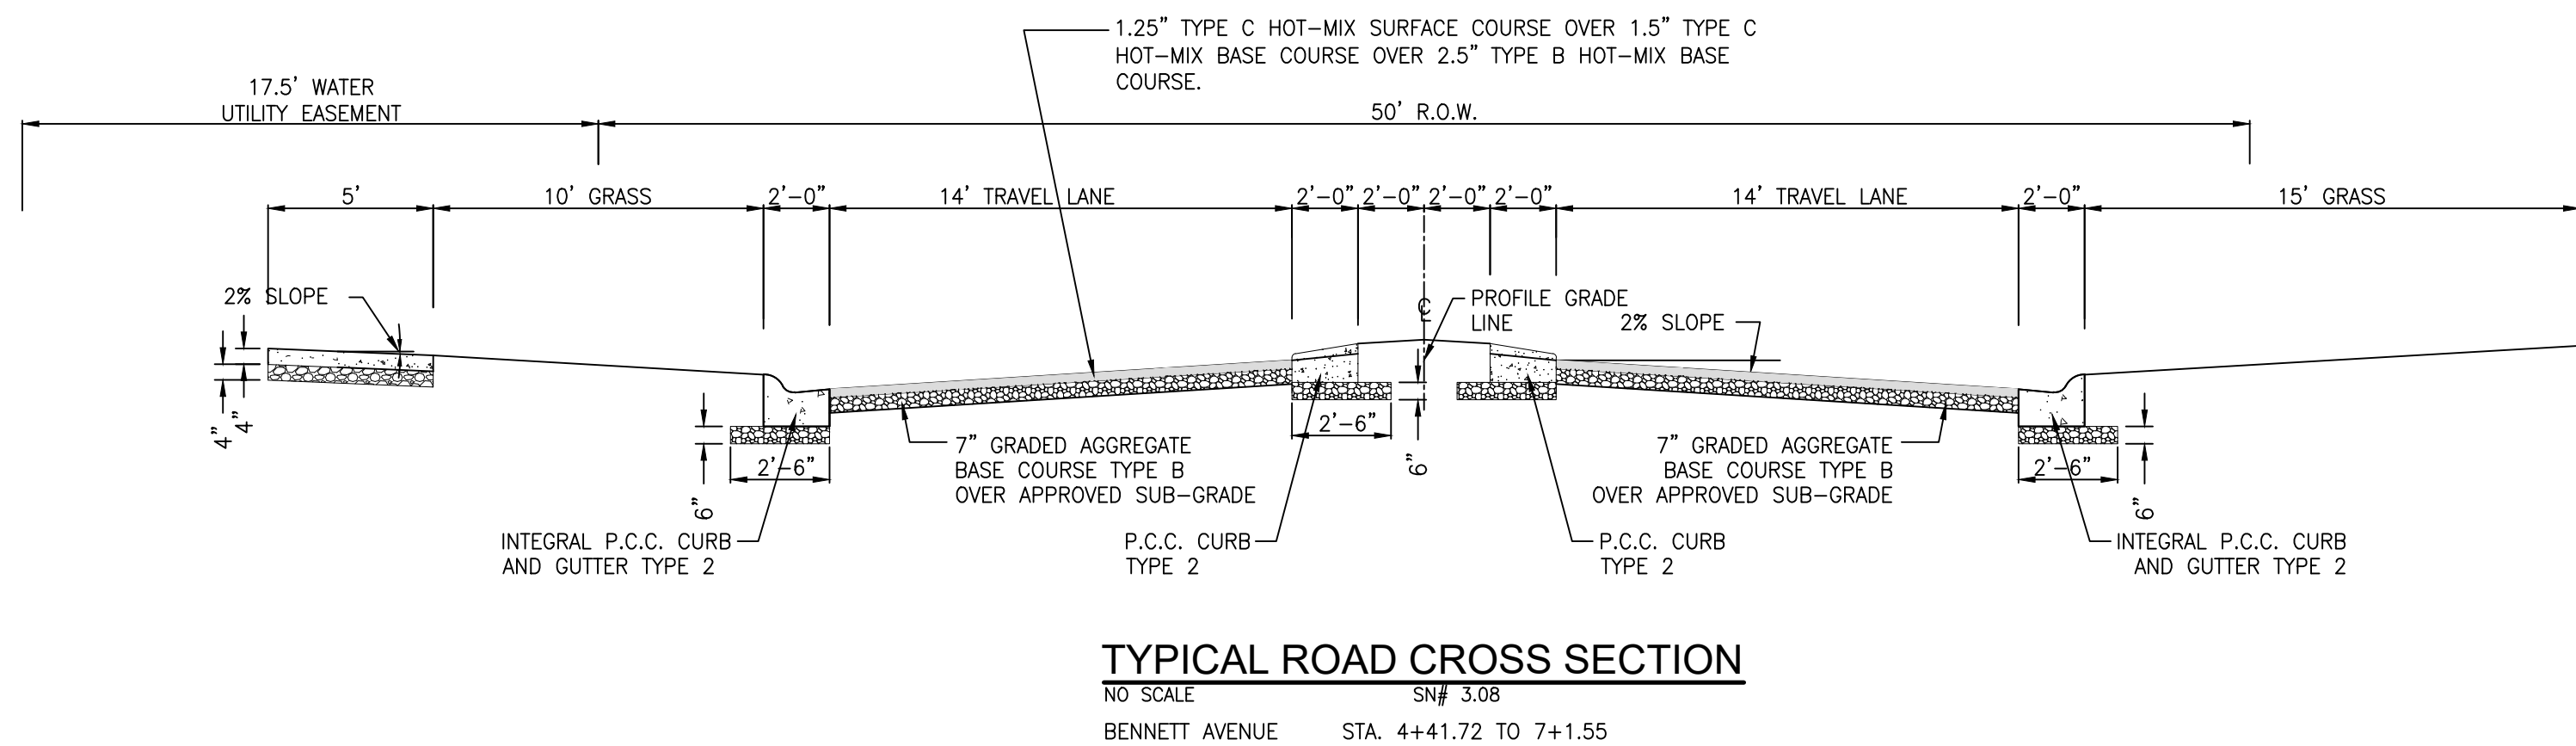 1.25" TYPE C HOT-MIX SURFACE COURSE OVER 1.5" TYPE C
HOT-MIX BASE COURSE OVER 2.5" TYPE B HOT-MIX BASE
COURSE.
17.5' WATER
UTILITY EASEMENT
50' R.O.W.
5'
10' GRASS
2'-0"
14' TRAVEL LANE
2'-0"
2'-0"
2'-0"
2'-0"
14' TRAVEL LANE
2'-0"
15' GRASS
2% SLOPE
℄
PROFILE GRADE
LINE
2% SLOPE
4"
4"
6"
2'-6"
7" GRADED AGGREGATE
BASE COURSE TYPE B
OVER APPROVED SUB-GRADE
2'-6"
6"
7" GRADED AGGREGATE
BASE COURSE TYPE B
OVER APPROVED SUB-GRADE
2'-6"
6"
INTEGRAL P.C.C. CURB
AND GUTTER TYPE 2
P.C.C. CURB
TYPE 2
P.C.C. CURB
TYPE 2
INTEGRAL P.C.C. CURB
AND GUTTER TYPE 2
TYPICAL ROAD CROSS SECTION
NO SCALE SN# 3.08
BENNETT AVENUE STA. 4+41.72 TO 7+1.55